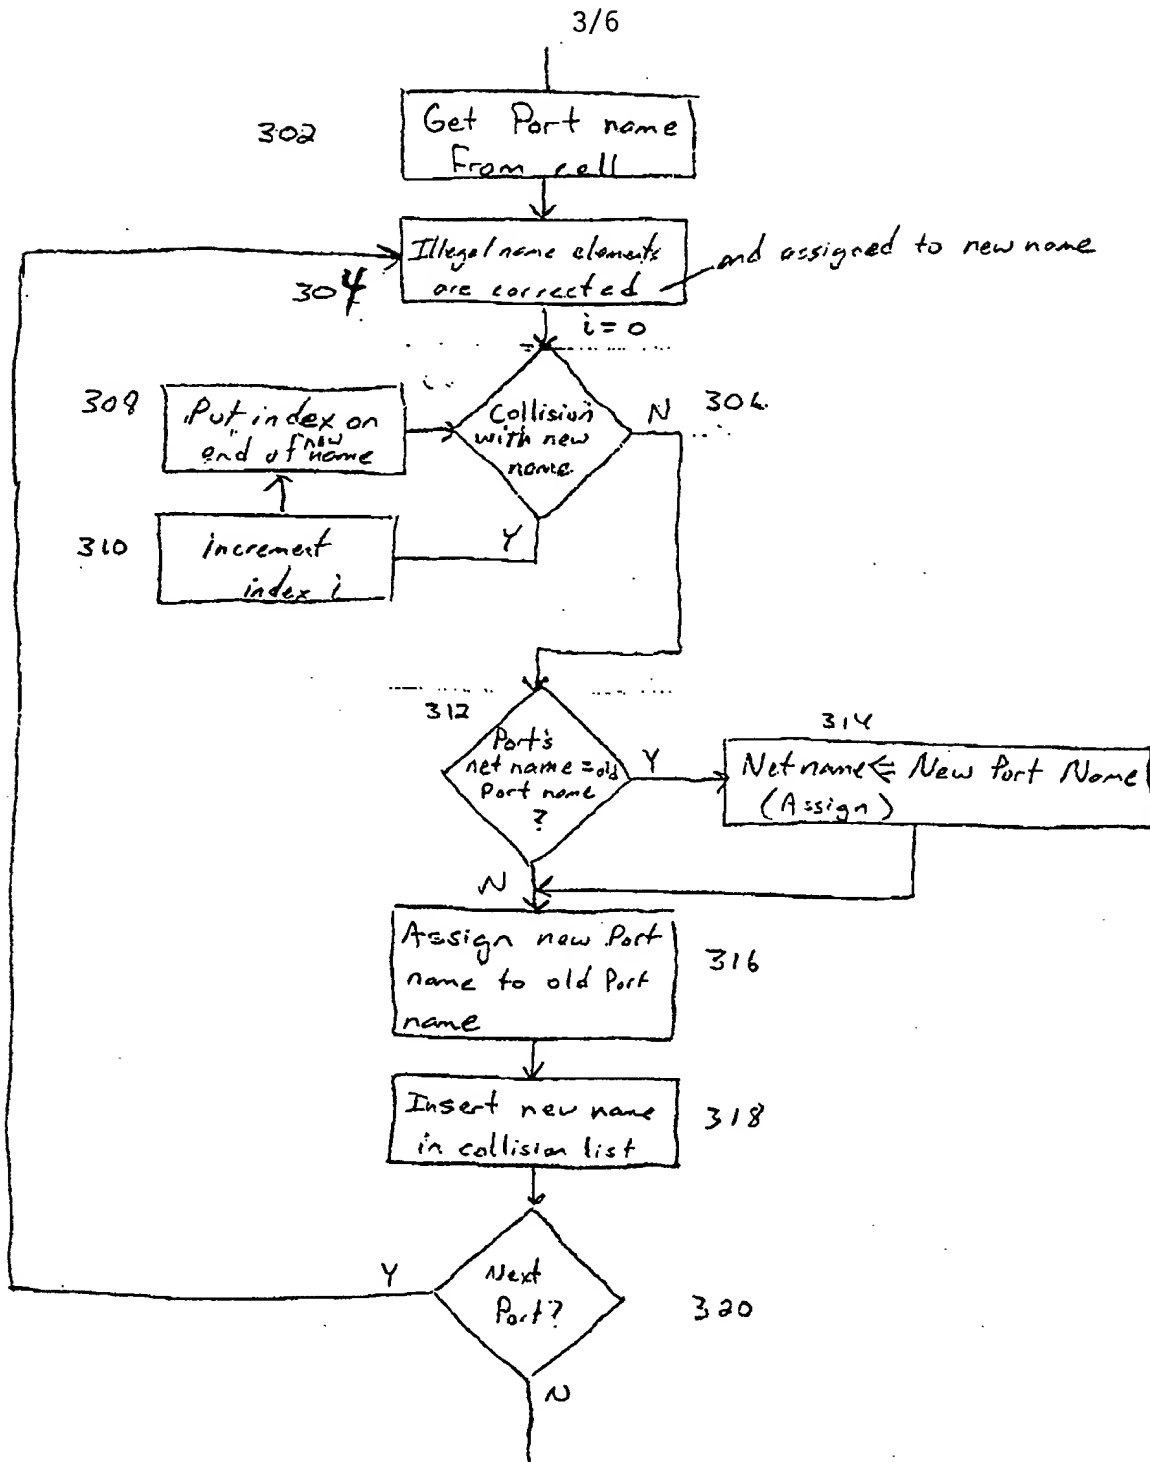 3/6
302
Get Port name
From cell
Illegal name elements
are corrected
and assigned to new name
304
i = 0
308
Put index on
end of new name
Collision
with new
name
N
306
Y
310
increment
index i
312
Port's
net name = old
Port name
?
Y
314
Net name ⇐ New Port Name
(Assign)
N
Assign new Port
name to old Port
name
316
Insert new name
in collision list
318
Y
Next
Port?
320
N